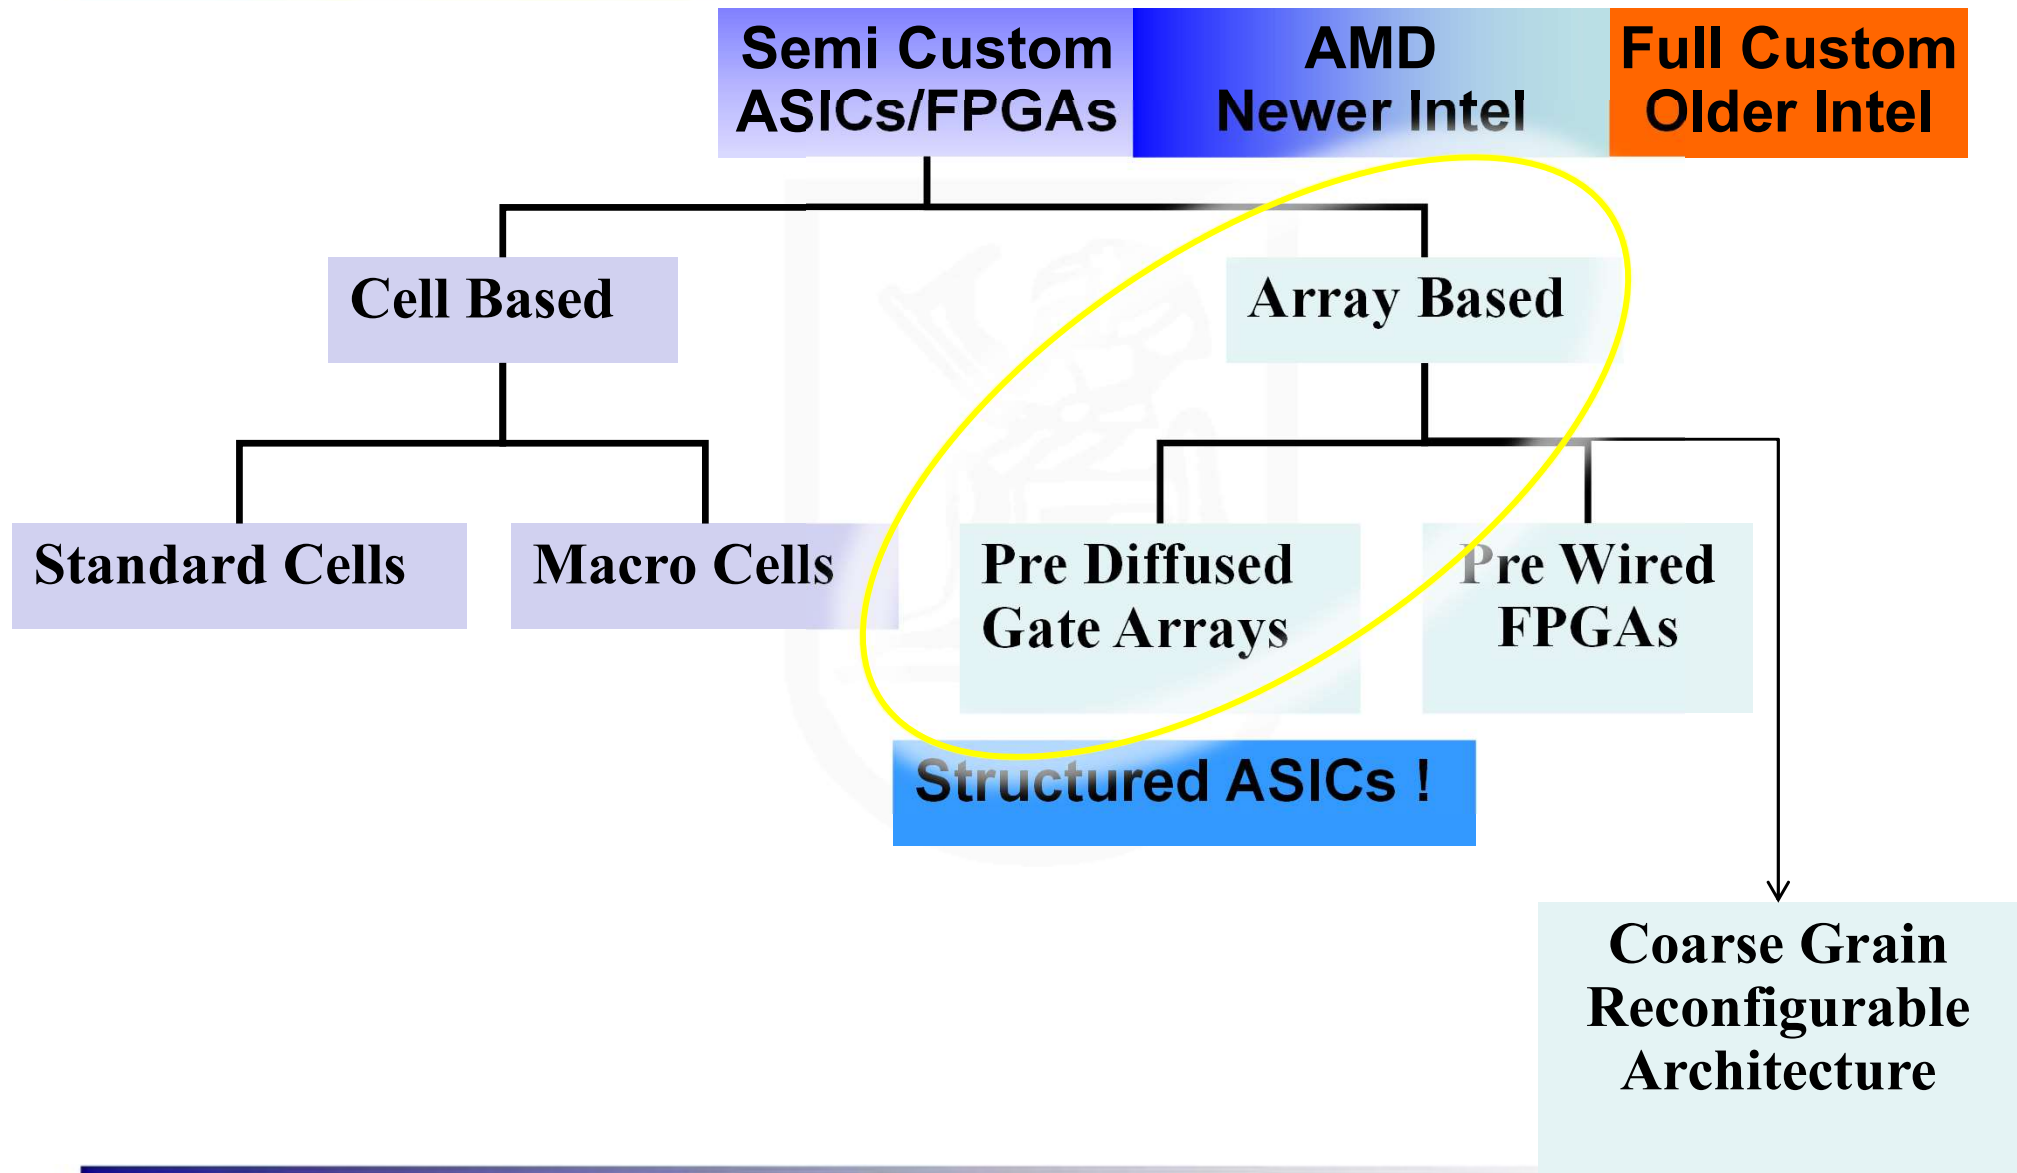 Semi Custom
ASICs/FPGAs
AMD
Newer Intel
Full Custom
Older Intel
Cell Based
Array Based
Standard Cells
Macro Cells
Pre Diffused
Gate Arrays
Pre Wired
FPGAs
Structured ASICs !
Coarse Grain
Reconfigurable
Architecture